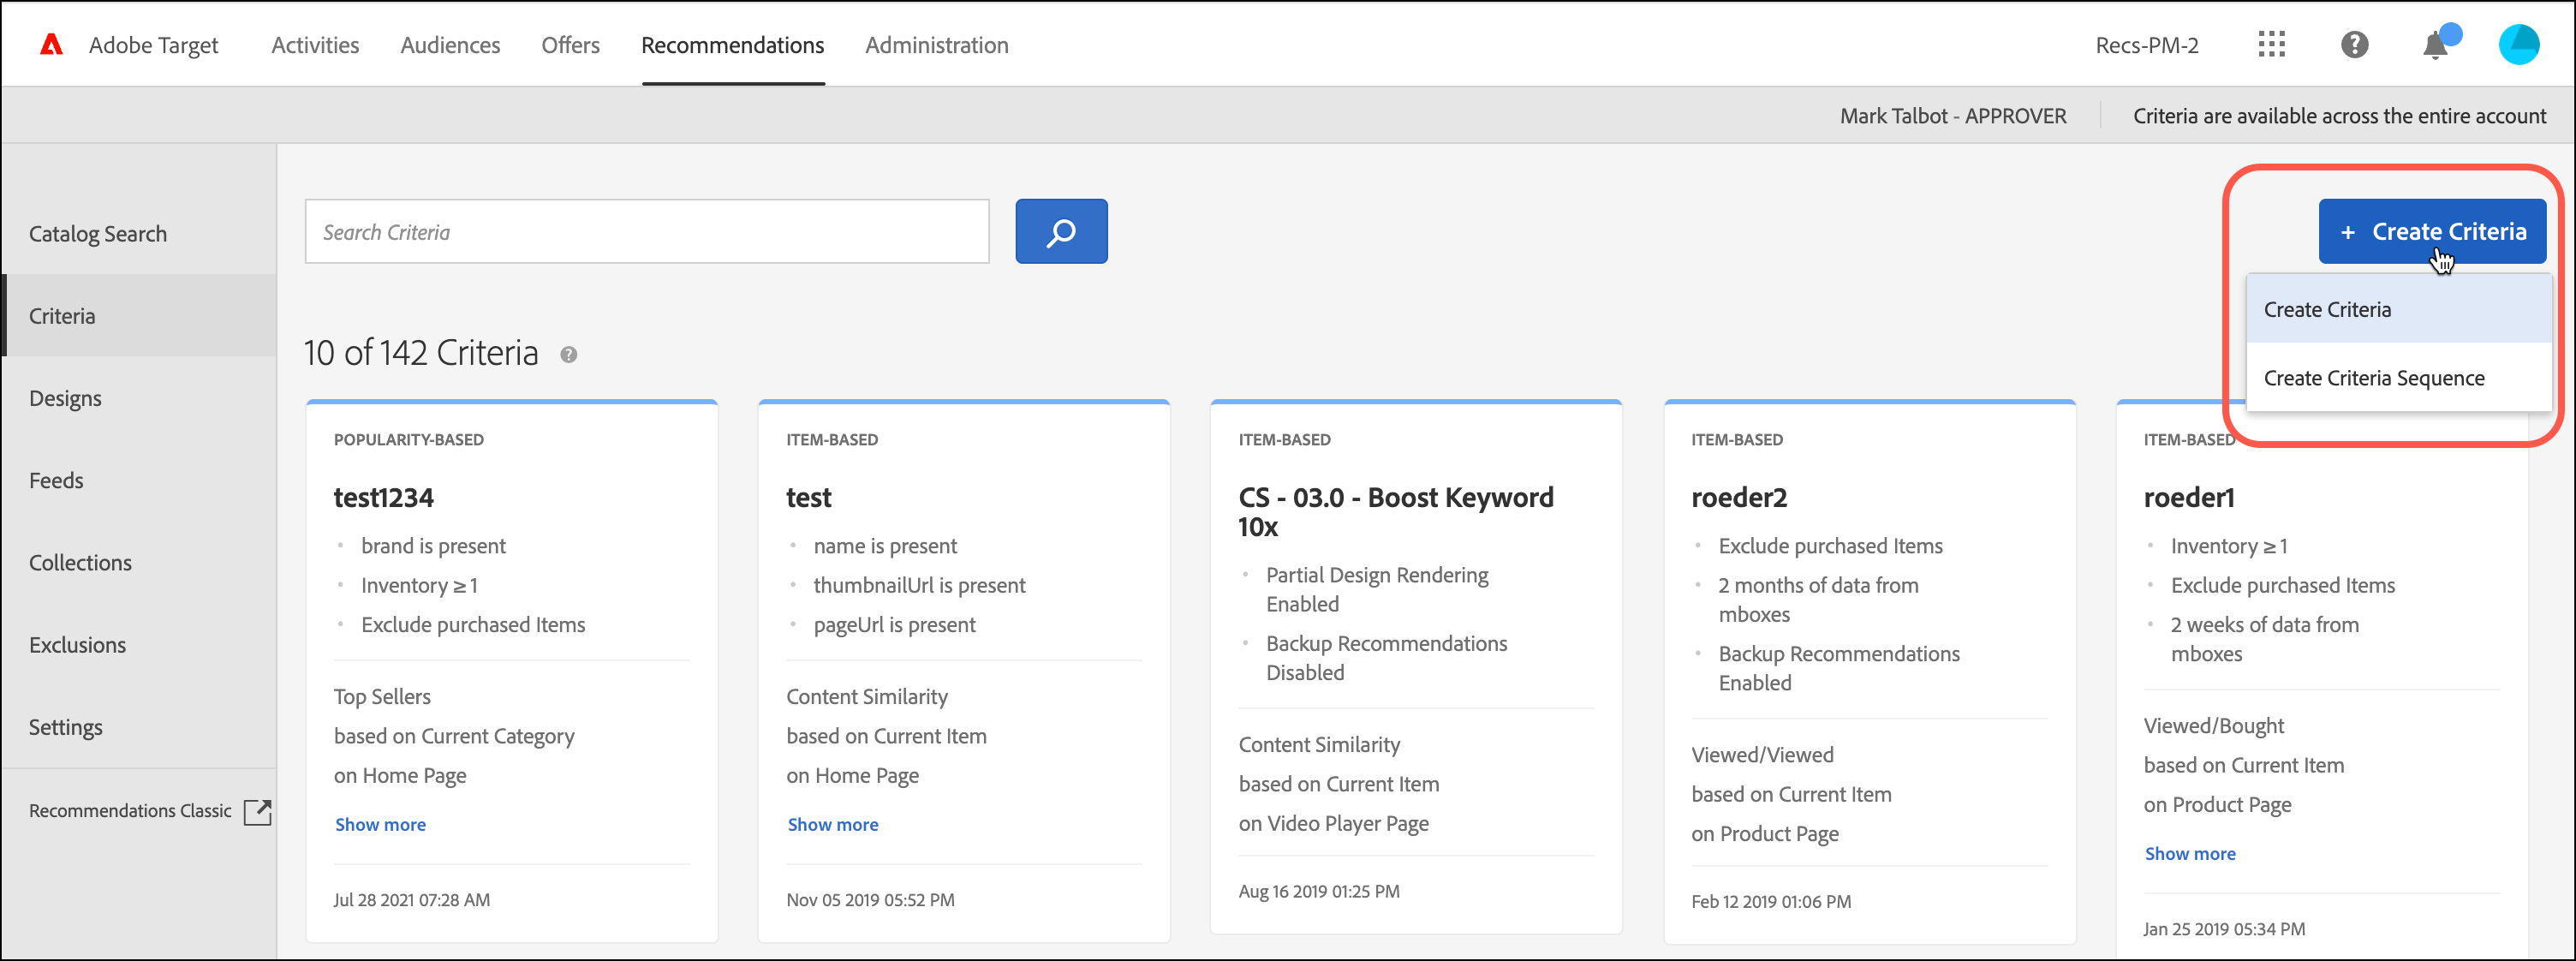 Adobe Target
Activities
Audiences
Offers
Recommendations
Administration
Recs-PM-2
Mark Talbot - APPROVER
Criteria are available across the entire account
Catalog Search
Criteria
Designs
Feeds
Collections
Exclusions
Settings
Recommendations Classic
Search Criteria
+ Create Criteria
Create Criteria
Create Criteria Sequence
10 of 142 Criteria
POPULARITY-BASED
test1234
• brand is present
• Inventory ≥ 1
• Exclude purchased Items
Top Sellers
based on Current Category
on Home Page
Show more
Jul 28 2021 07:28 AM
ITEM-BASED
test
• name is present
• thumbnailUrl is present
• pageUrl is present
Content Similarity
based on Current Item
on Home Page
Show more
Nov 05 2019 05:52 PM
ITEM-BASED
CS - 03.0 - Boost Keyword
10x
• Partial Design Rendering
Enabled
• Backup Recommendations
Disabled
Content Similarity
based on Current Item
on Video Player Page
Aug 16 2019 01:25 PM
ITEM-BASED
roeder2
• Exclude purchased Items
• 2 months of data from
mboxes
• Backup Recommendations
Enabled
Viewed/Viewed
based on Current Item
on Product Page
Feb 12 2019 01:06 PM
ITEM-BASED
roeder1
• Inventory ≥ 1
• Exclude purchased Items
• 2 weeks of data from
mboxes
Viewed/Bought
based on Current Item
on Product Page
Show more
Jan 25 2019 05:34 PM